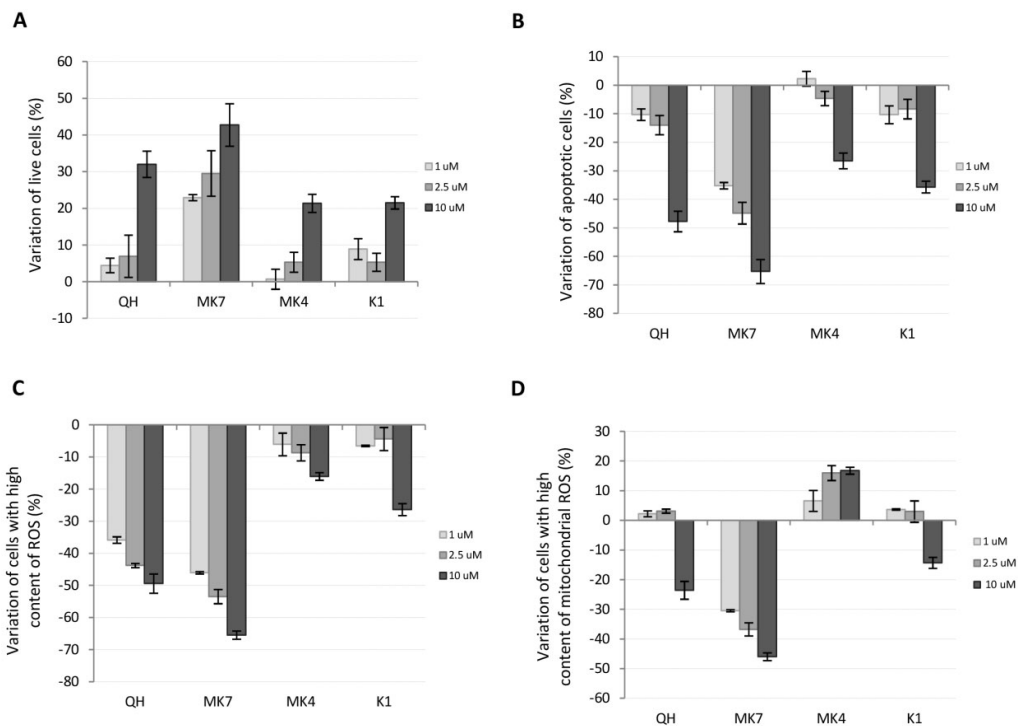 A
Variation of live cells (%)
60
50
40
30
20
10
0
-10
QH
MK7
MK4
K1
1 uM
2.5 uM
10 uM
B
Variation of apoptotic cells (%)
10
0
-10
-20
-30
-40
-50
-60
-70
-80
QH
MK7
MK4
K1
1 uM
2.5 uM
10 uM
C
Variation of cells with high
content of ROS (%)
0
-10
-20
-30
-40
-50
-60
-70
-80
QH
MK7
MK4
K1
1 uM
2.5 uM
10 uM
D
Variation of cells with high
content of mitochondrial ROS (%)
30
20
10
0
-10
-20
-30
-40
-50
-60
QH
MK7
MK4
K1
1 uM
2.5 uM
10 uM